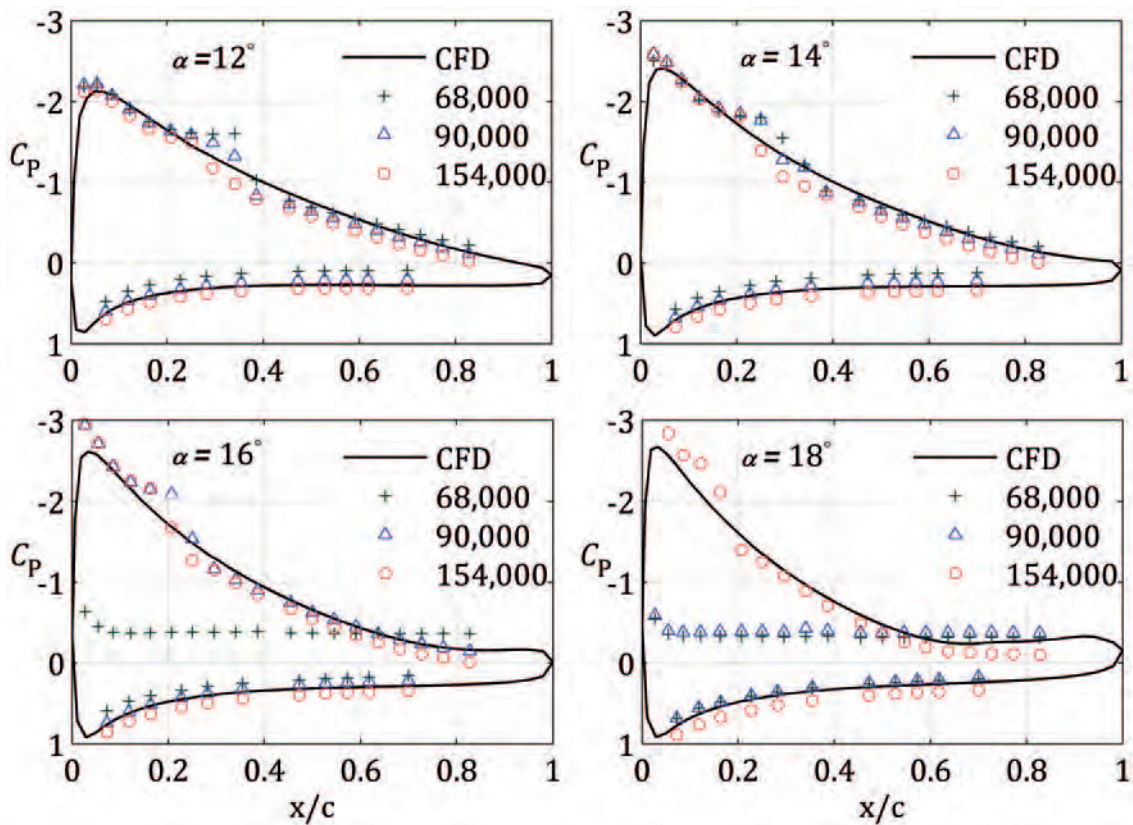 -3
-2
-1
0
1
C_P
α = 12°
CFD
68,000
90,000
154,000
0 0.2 0.4 0.6 0.8 1
-3
-2
-1
0
1
C_P
α = 14°
CFD
68,000
90,000
154,000
0 0.2 0.4 0.6 0.8 1
-3
-2
-1
0
1
C_P
α = 16°
CFD
68,000
90,000
154,000
0 0.2 0.4 0.6 0.8 1
x/c
-3
-2
-1
0
1
C_P
α = 18°
CFD
68,000
90,000
154,000
0 0.2 0.4 0.6 0.8 1
x/c